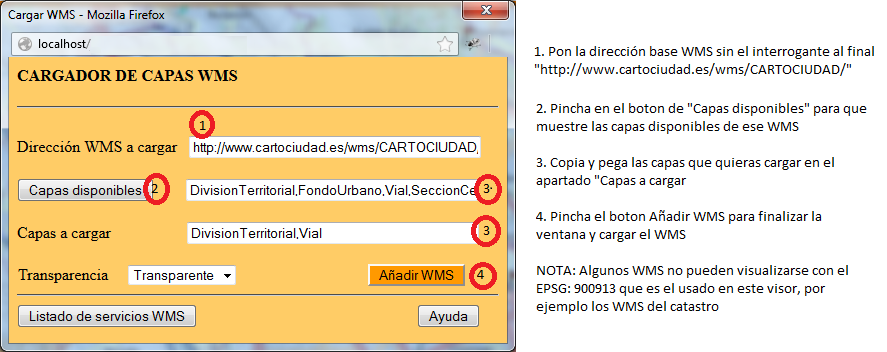 Cargar WMS - Mozilla Firefox
localhost/
CARGADOR DE CAPAS WMS
1
Dirección WMS a cargar http://www.cartociudad.es/wms/CARTOCIUDAD,
Capas disponibles 2 DivisionTerritorial,FondoUrbano,Vial,SeccionCe 3
Capas a cargar DivisionTerritorial,Vial 3
Transparencia Transparente Añadir WMS 4
Listado de servicios WMS Ayuda
1. Pon la dirección base WMS sin el interrogante al final
"http://www.cartociudad.es/wms/CARTOCIUDAD/"
2. Pincha en el boton de "Capas disponibles" para que
muestre las capas disponibles de ese WMS
3. Copia y pega las capas que quieras cargar en el
apartado "Capas a cargar
4. Pincha el boton Añadir WMS para finalizar la
ventana y cargar el WMS
NOTA: Algunos WMS no pueden visualizarse con el
EPSG: 900913 que es el usado en este visor, por
ejemplo los WMS del catastro